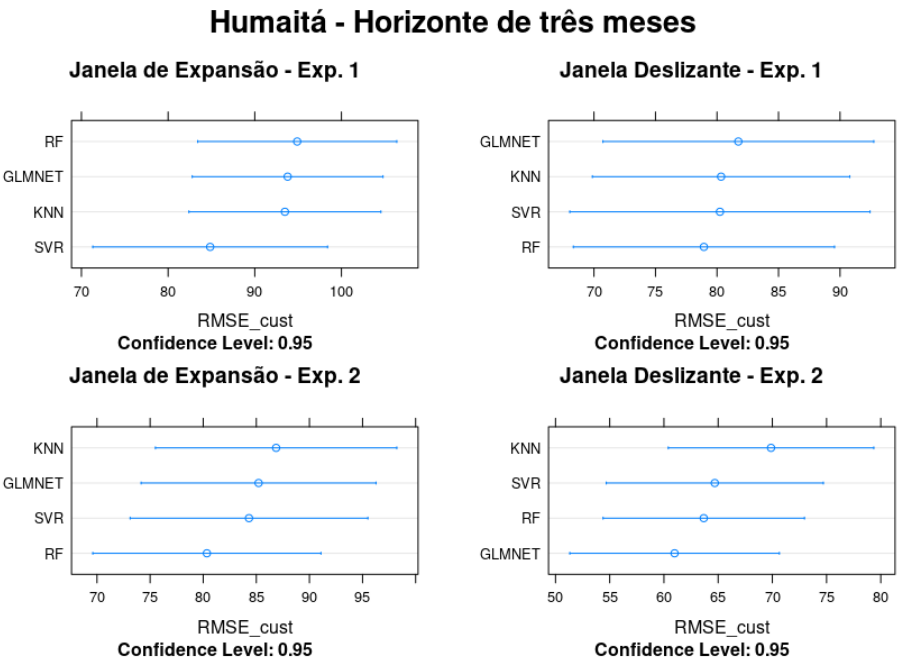 Humaitá - Horizonte de três meses
Janela de Expansão - Exp. 1
RF
GLMNET
KNN
SVR
70 80 90 100
RMSE_cust
Confidence Level: 0.95
Janela Deslizante - Exp. 1
GLMNET
KNN
SVR
RF
70 75 80 85 90
RMSE_cust
Confidence Level: 0.95
Janela de Expansão - Exp. 2
KNN
GLMNET
SVR
RF
70 75 80 85 90 95
RMSE_cust
Confidence Level: 0.95
Janela Deslizante - Exp. 2
KNN
SVR
RF
GLMNET
50 55 60 65 70 75 80
RMSE_cust
Confidence Level: 0.95